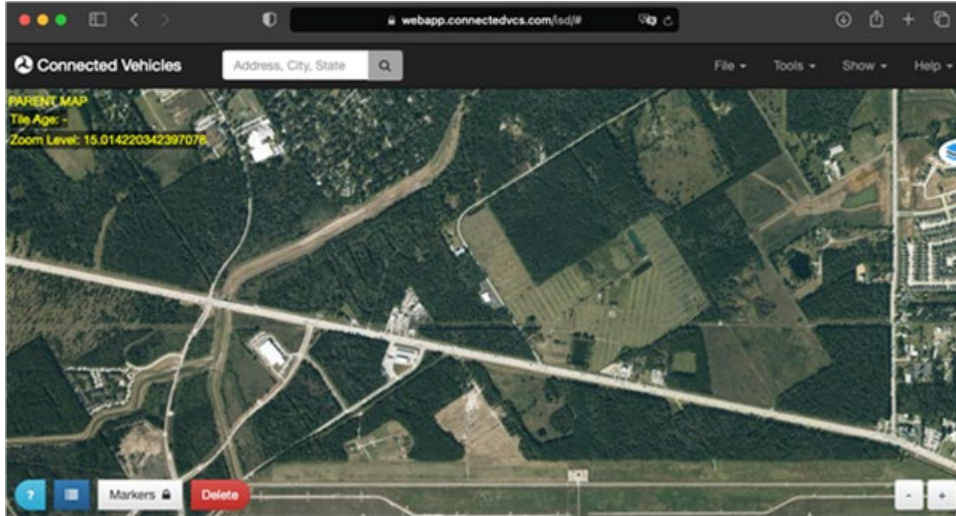 webapp.connectedvcs.com/isd/#
Connected Vehicles
Address, City, State
File
Tools
Show
Help
PARENT MAP
Tile Age: -
Zoom Level: 15.014220342397078
?
Markers
Delete
-
+